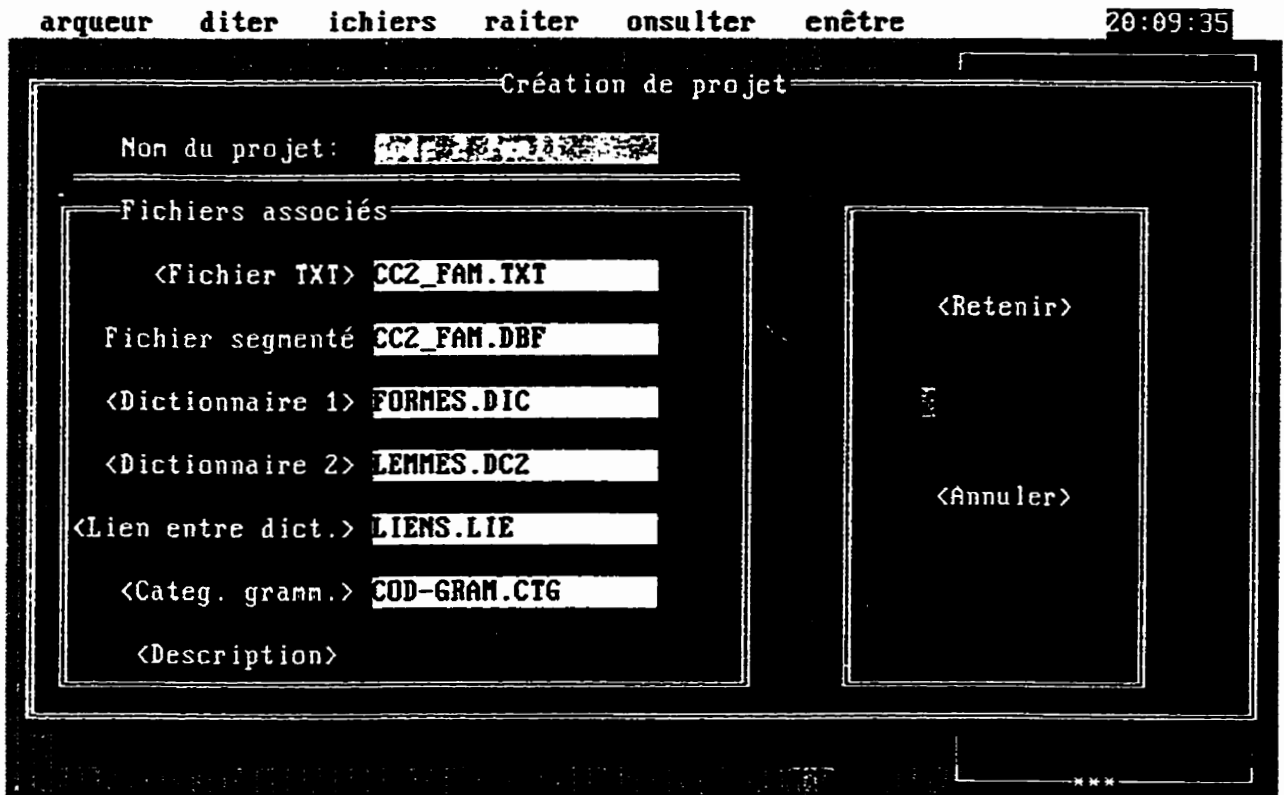 arqueur diter ichiers raiter onsulter enêtre 20:09:35
Création de projet
Nom du projet:
Fichiers associés
<Fichier TXT> CC2_FAM.TXT
<Retenir>
Fichier segmenté CC2_FAM.DBF
<Dictionnaire 1> FORMES.DIC
<Dictionnaire 2> LEMMES.DC2
<Annuler>
<Lien entre dict.> LIENS.LIE
<Categ. gramm.> COD-GRAM.CTG
<Description>
***